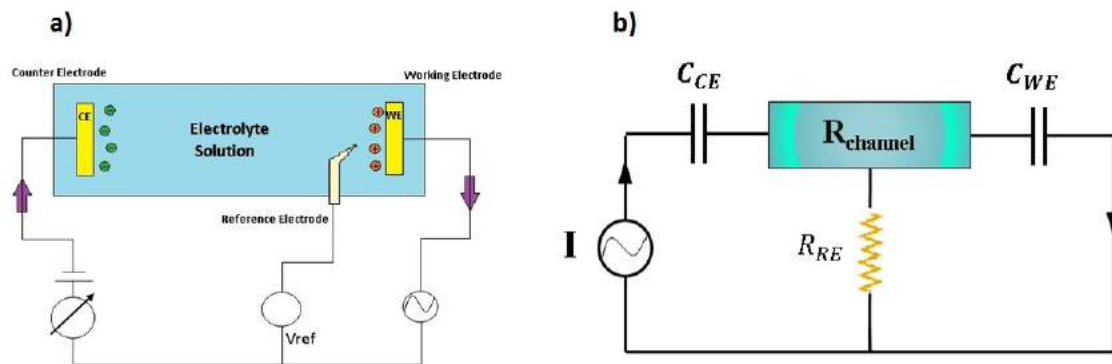 a)
Counter Electrode
Working Electrode
CE
WE
Electrolyte
Solution
Reference Electrode
Vref
b)
C_CE
C_WE
R_channel
I
R_RE